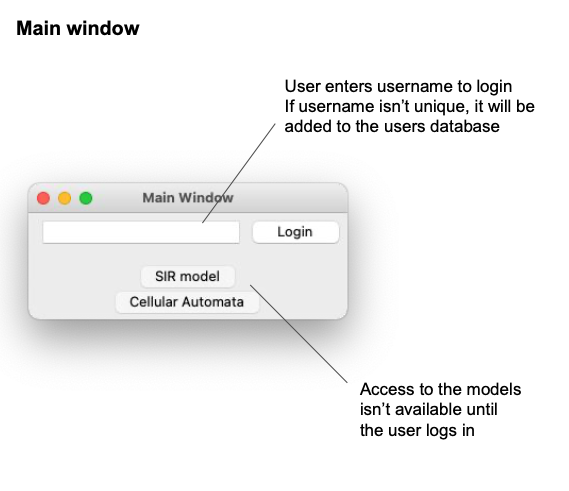 Main window
User enters username to login
If username isn't unique, it will be
added to the users database
Main Window
Login
SIR model
Cellular Automata
Access to the models
isn't available until
the user logs in